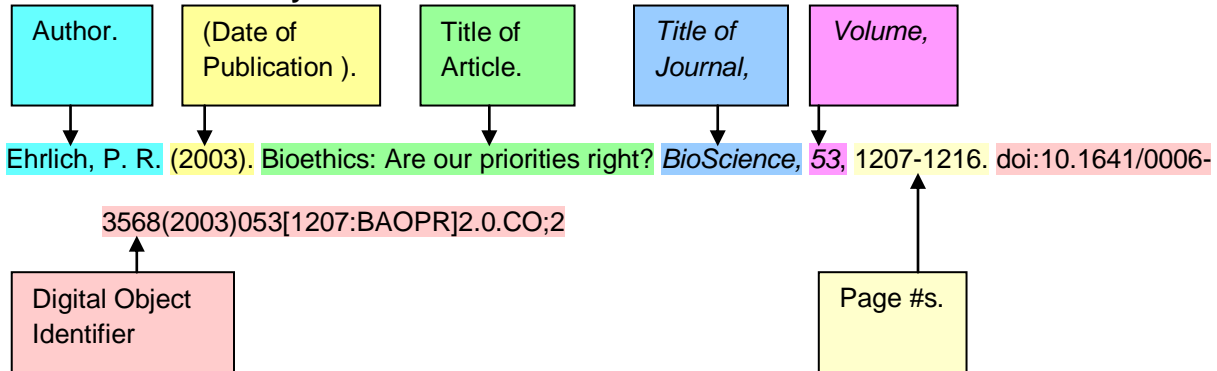 Author.
(Date of
Publication ).
Title of
Article.
Title of
Journal,
Volume,
Ehrlich, P. R. (2003). Bioethics: Are our priorities right? BioScience, 53, 1207-1216. doi:10.1641/0006-
3568(2003)053[1207:BAOPR]2.0.CO;2
Digital Object
Identifier
Page #s.